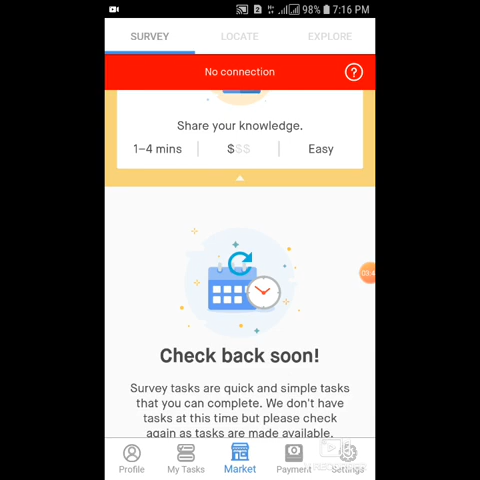 98% 7:16 PM
SURVEY LOCATE EXPLORE
No connection ?
Share your knowledge.
1–4 mins $$$ Easy
Check back soon!
Survey tasks are quick and simple tasks
that you can complete. We don't have
tasks at this time but please check
again as tasks are made available.
Profile My Tasks Market Payment Settings